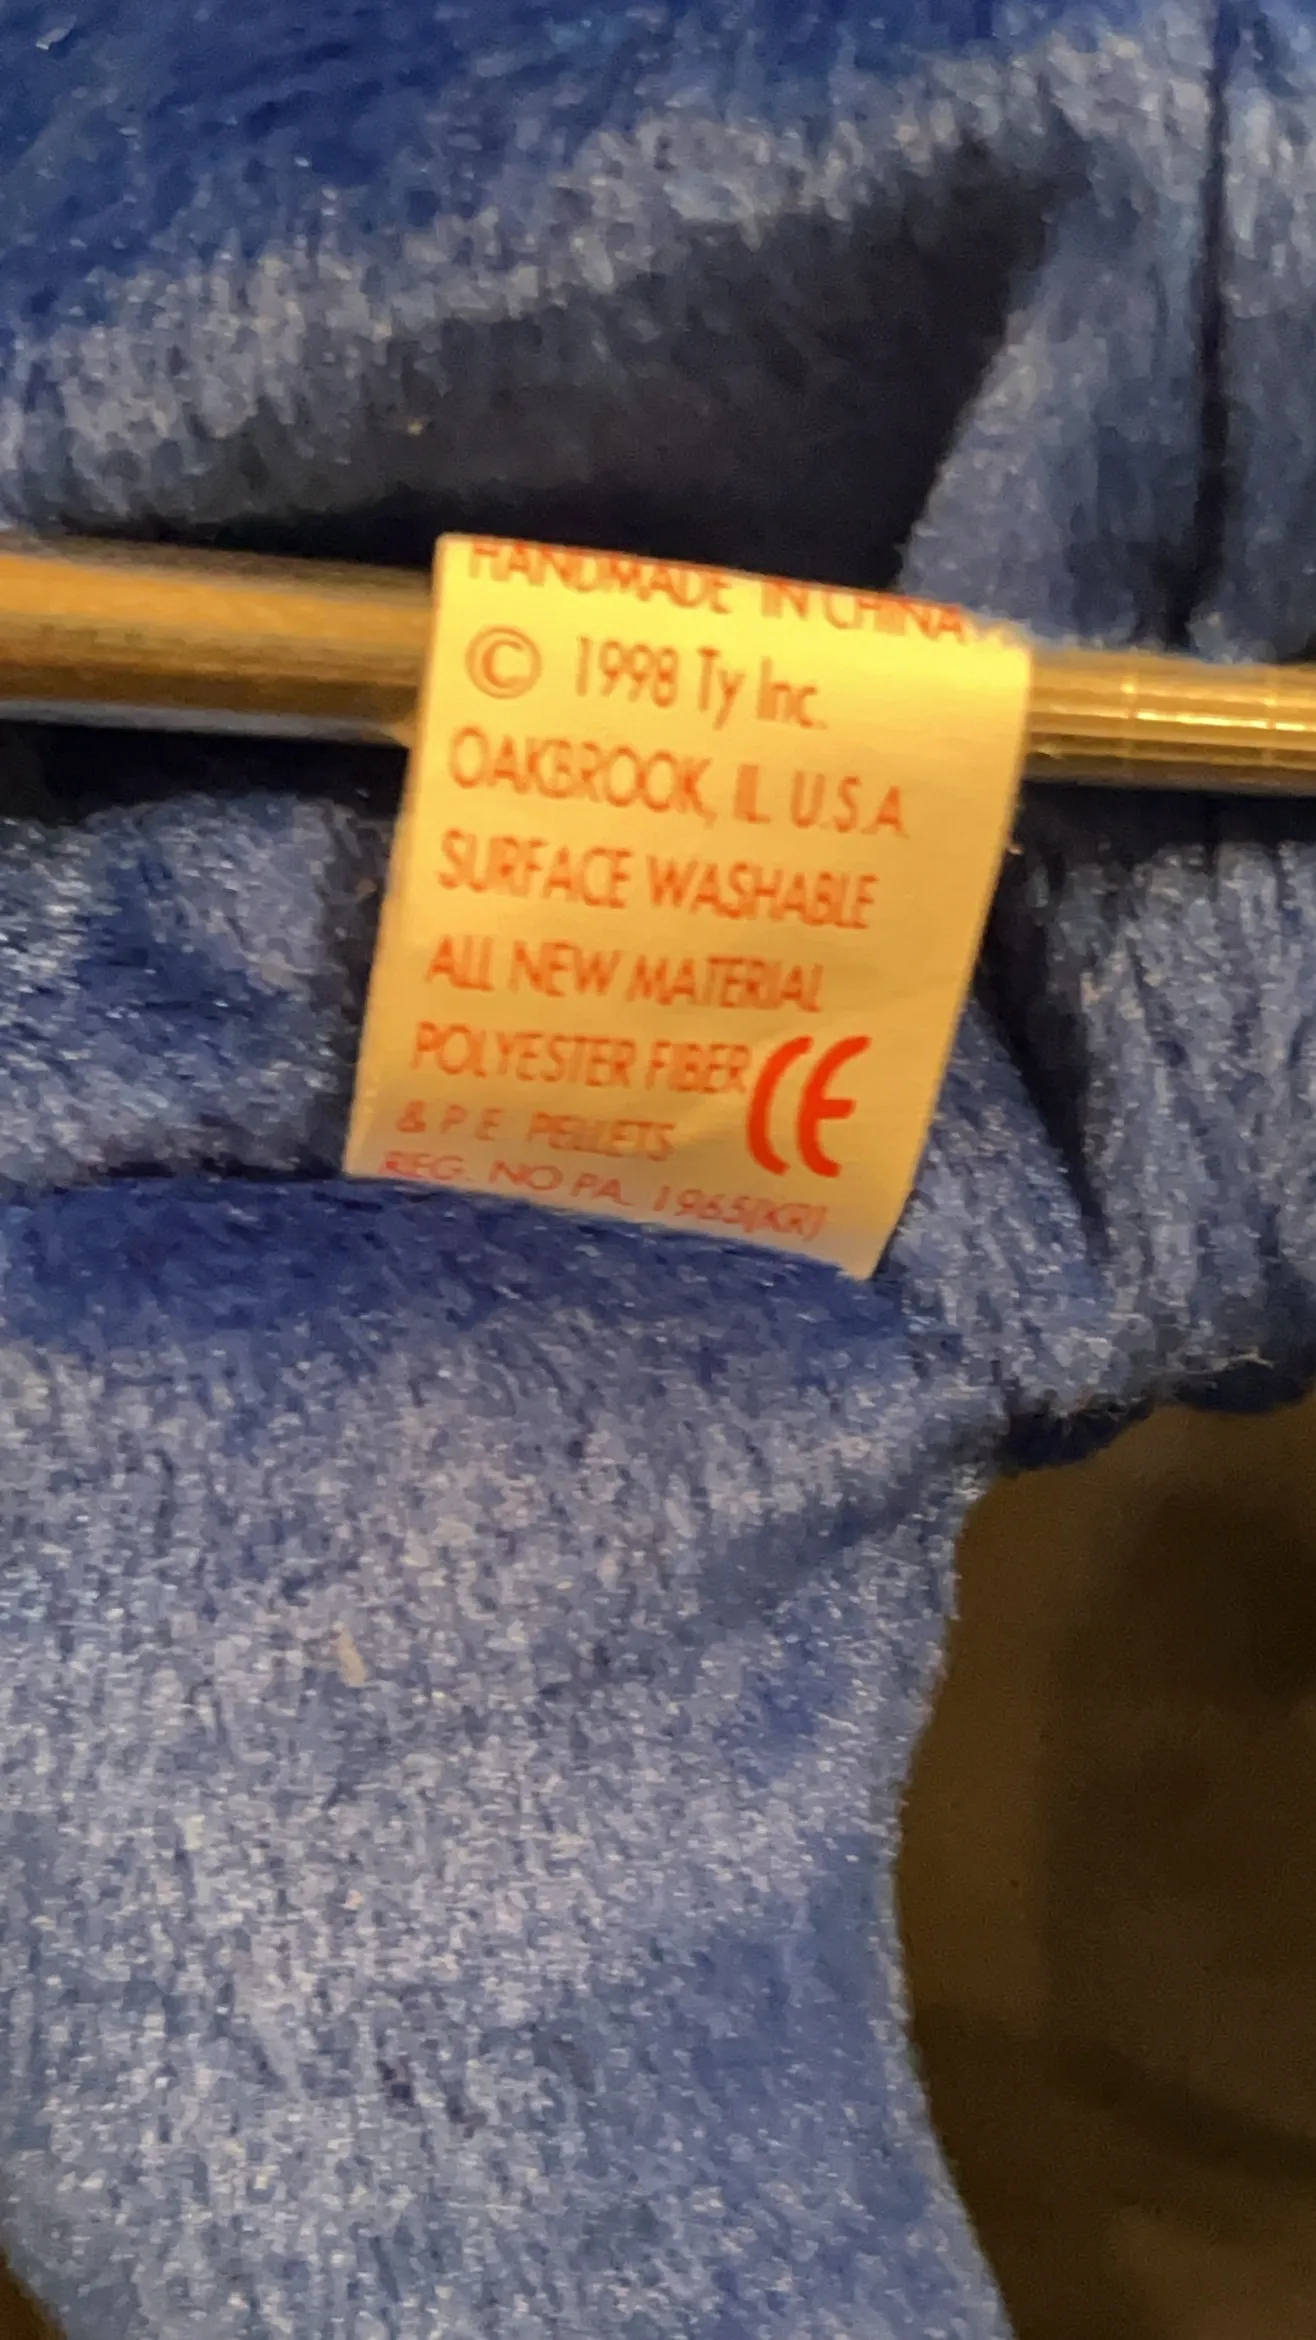 HANDMADE IN CHINA
© 1998 Ty Inc.
OAKBROOK, IL U.S.A.
SURFACE WASHABLE
ALL NEW MATERIAL
POLYESTER FIBER CE
& P E PELLETS
REG. NO PA. 1965(KR)